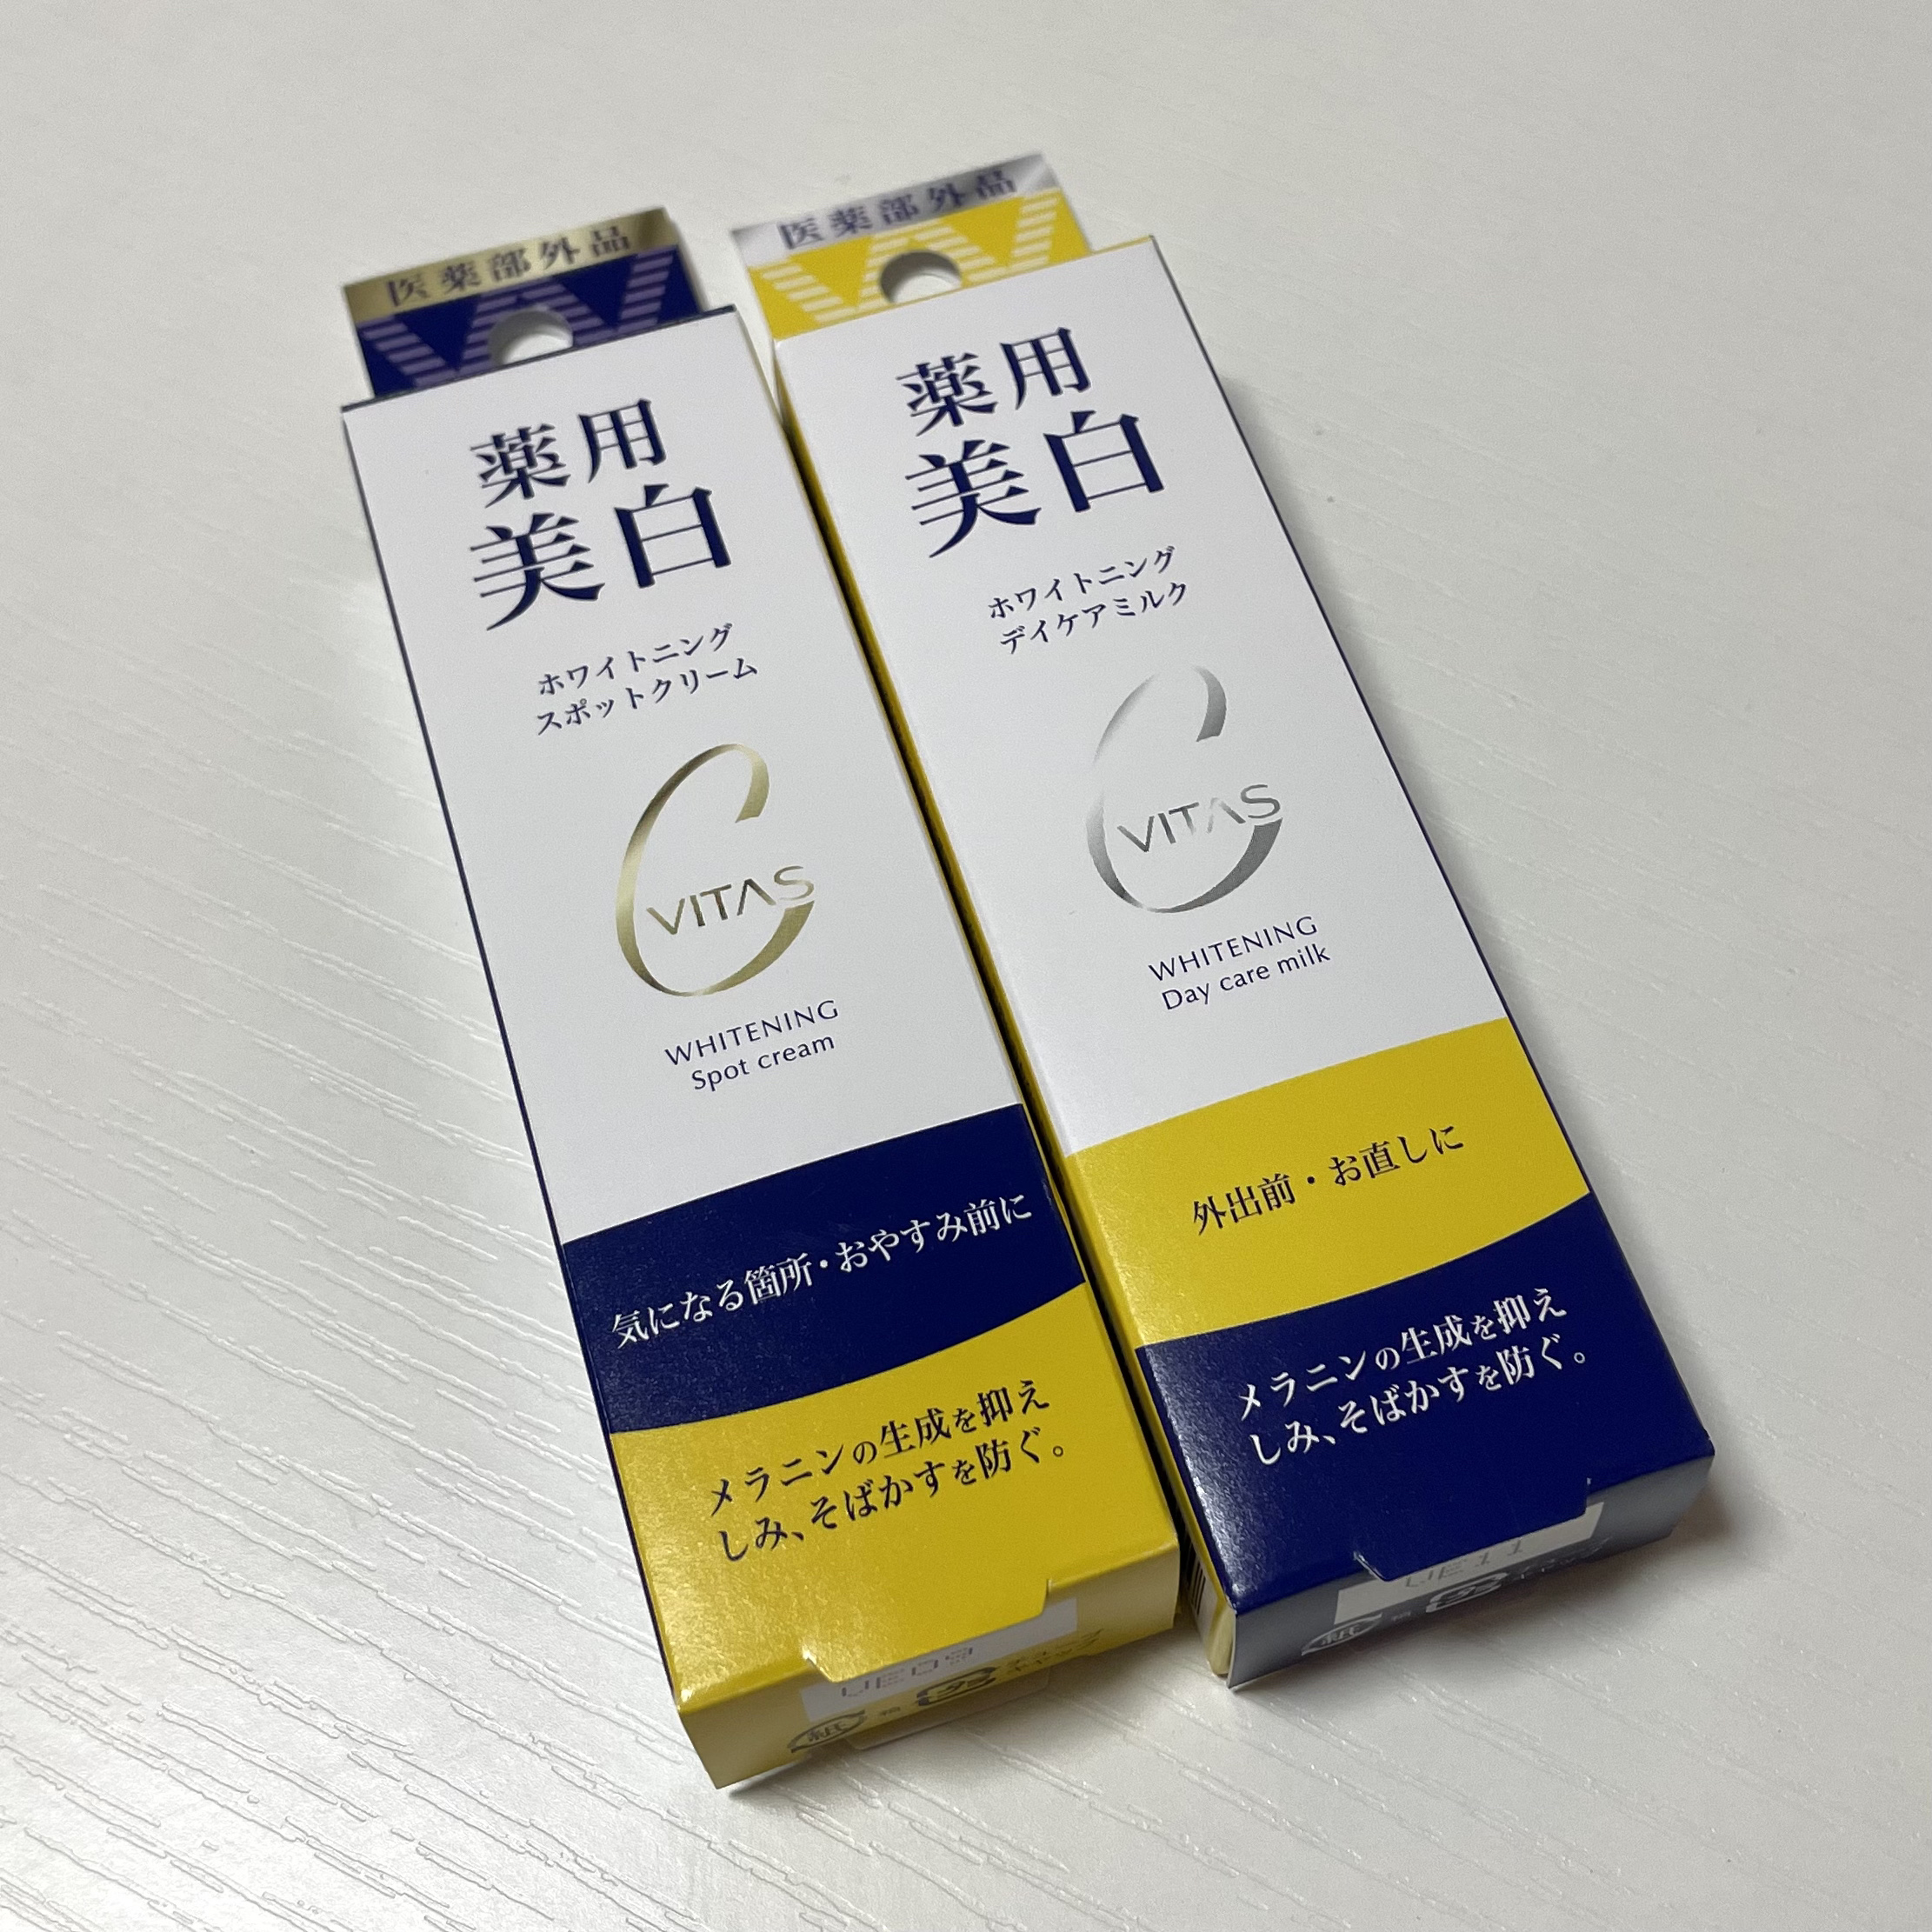 医薬部外品
薬用
美白
ホワイトニング
スポットクリーム
VITAS
WHITENING
Spot cream
気になる箇所・おやすみ前に
メラニンの生成を抑え
しみ、そばかすを防ぐ。
紙
箱
医薬部外品
薬用
美白
ホワイトニング
デイケアミルク
VITAS
WHITENING
Day care milk
外出前・お直しに
メラニンの生成を抑え
しみ、そばかすを防ぐ。
UE11
紙
箱